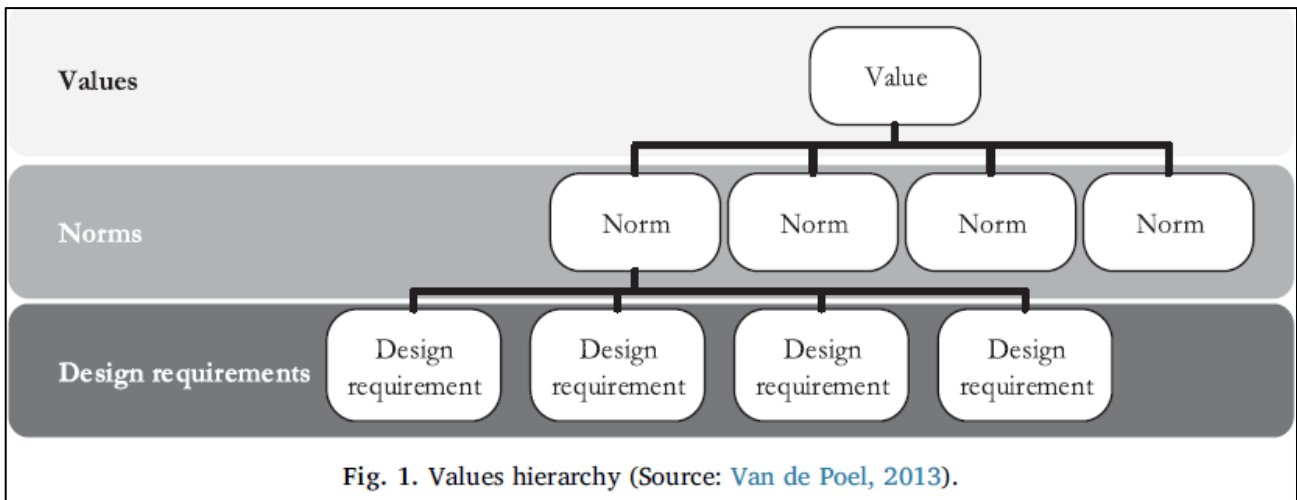 Values
Value
Norms
Norm
Norm
Norm
Norm
Design requirements
Design
requirement
Design
requirement
Design
requirement
Design
requirement
Fig. 1. Values hierarchy (Source: Van de Poel, 2013).